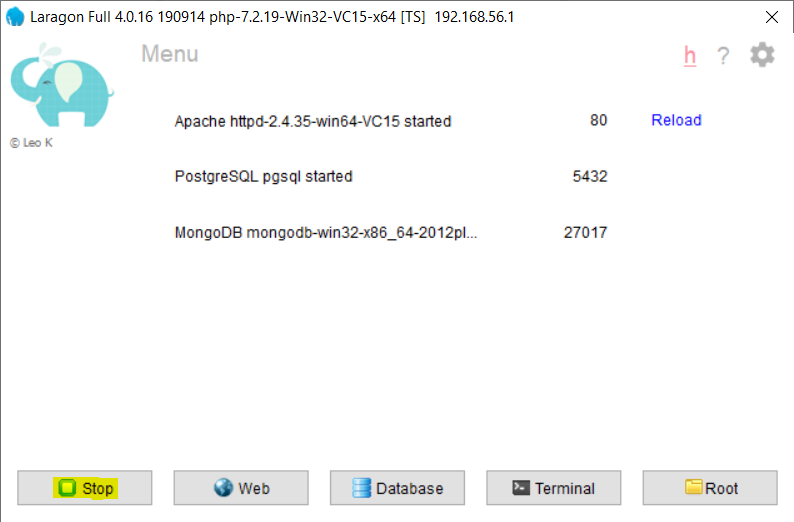 Laragon Full 4.0.16 190914 php-7.2.19-Win32-VC15-x64 [TS] 192.168.56.1
Menu
h ?
© Leo K
Apache httpd-2.4.35-win64-VC15 started 80 Reload
PostgreSQL pgsql started 5432
MongoDB mongodb-win32-x86_64-2012pl... 27017
Stop Web Database Terminal Root